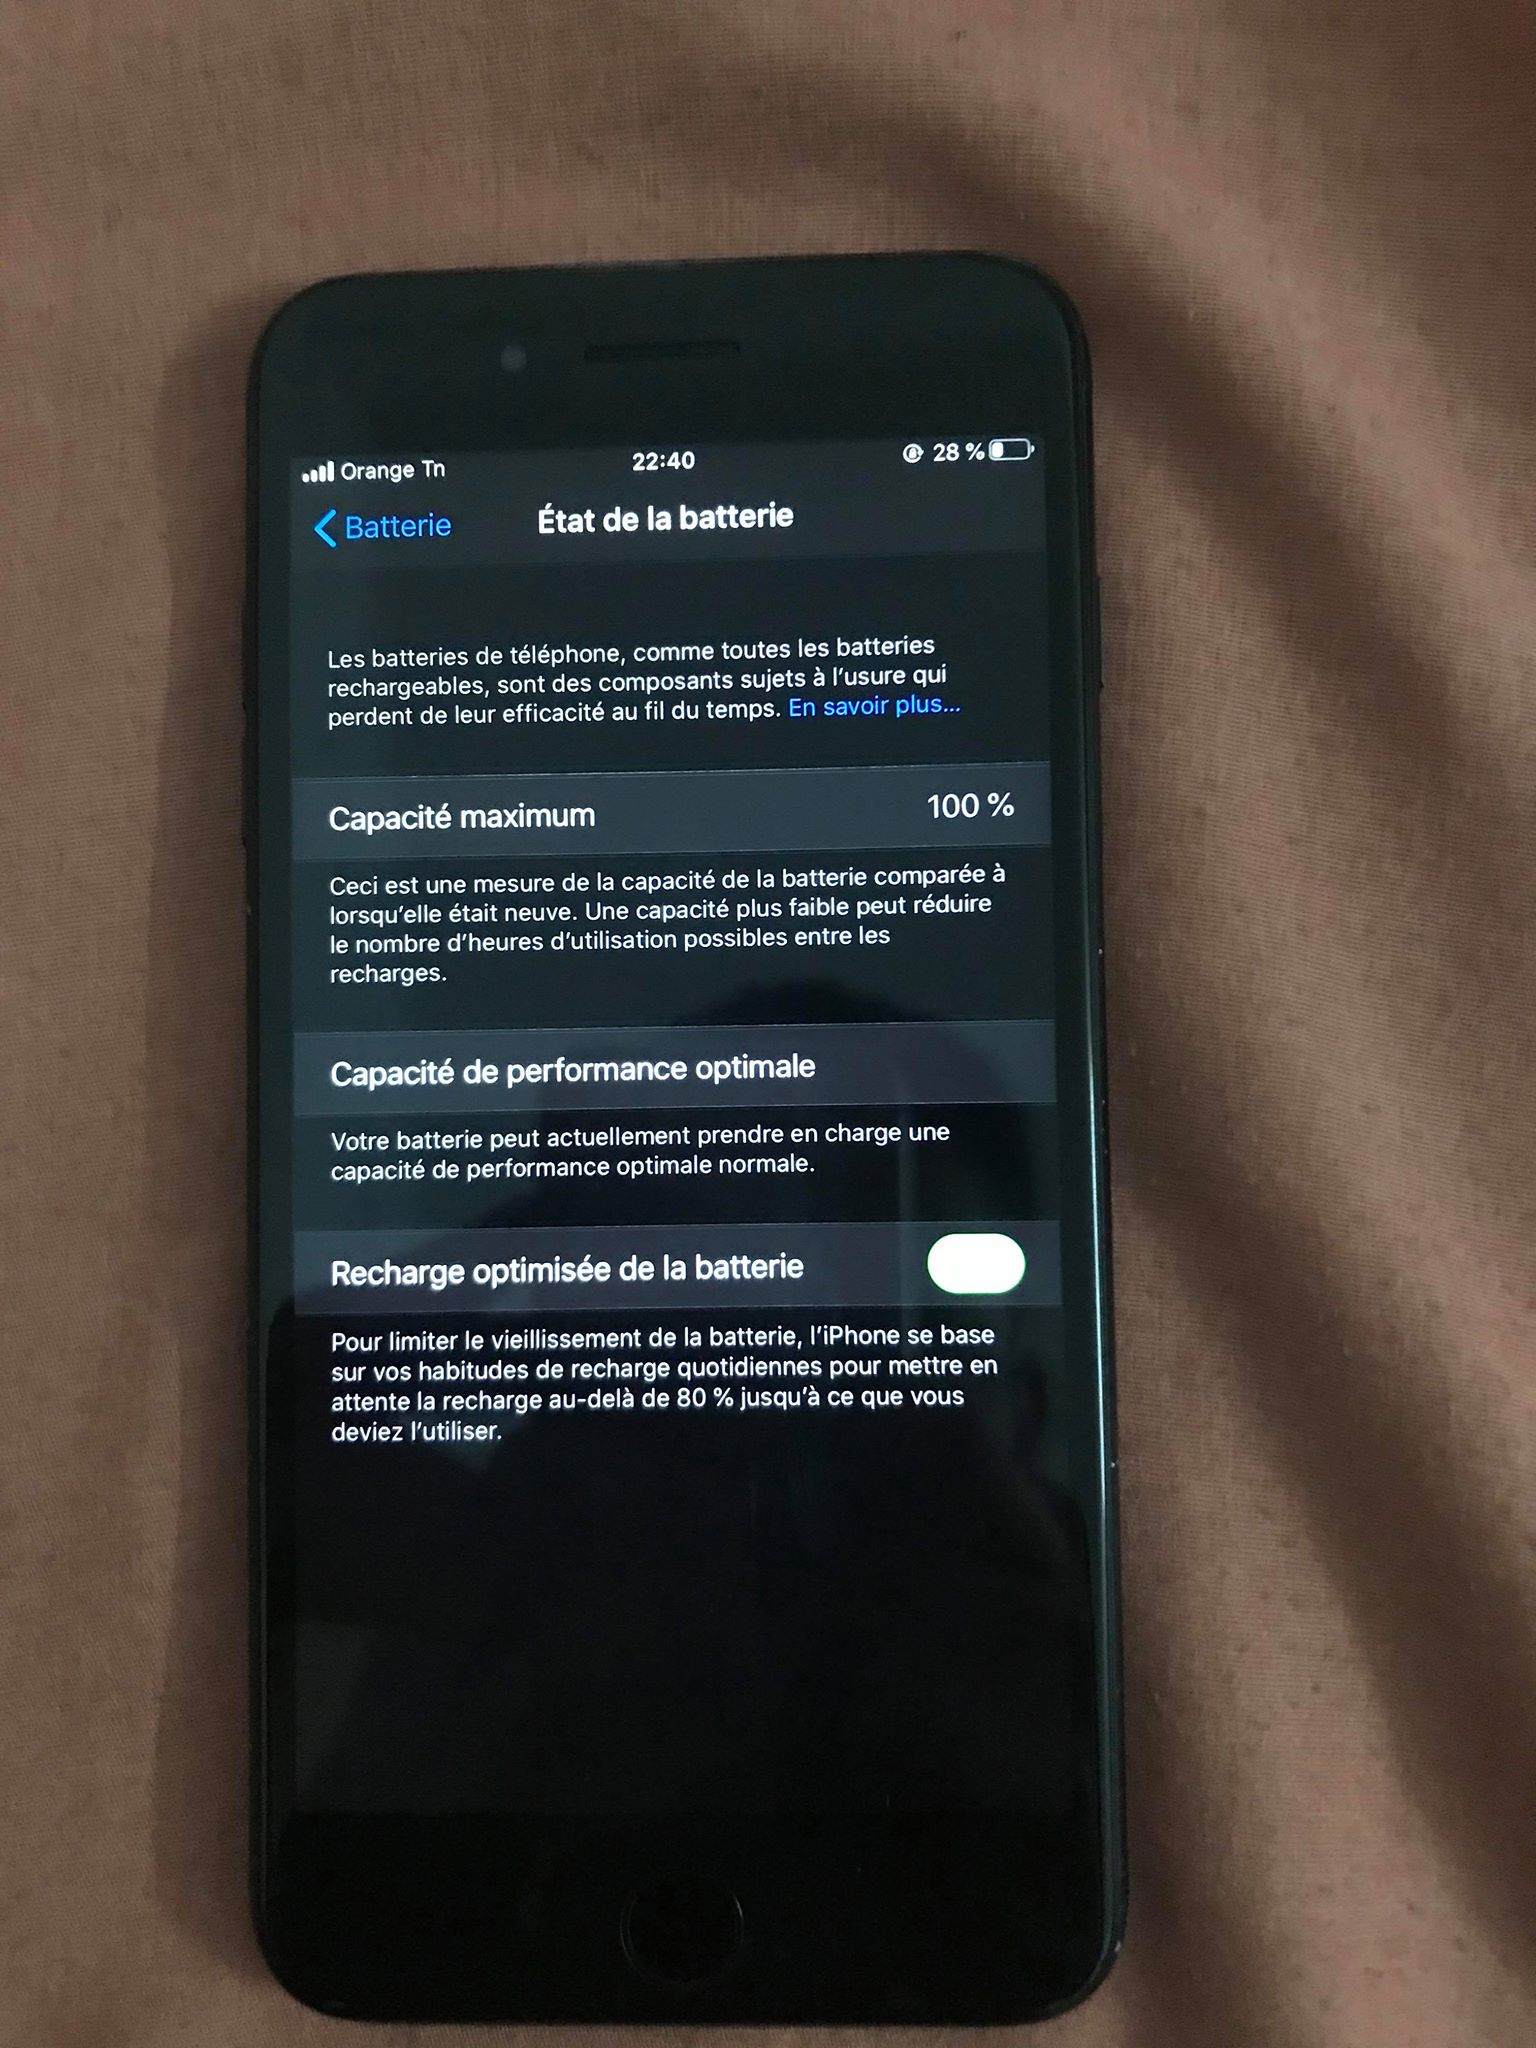 Orange Tn 22:40 28 %
Batterie État de la batterie
Les batteries de téléphone, comme toutes les batteries
rechargeables, sont des composants sujets à l'usure qui
perdent de leur efficacité au fil du temps. En savoir plus...
Capacité maximum 100 %
Ceci est une mesure de la capacité de la batterie comparée à
lorsqu'elle était neuve. Une capacité plus faible peut réduire
le nombre d'heures d'utilisation possibles entre les
recharges.
Capacité de performance optimale
Votre batterie peut actuellement prendre en charge une
capacité de performance optimale normale.
Recharge optimisée de la batterie
Pour limiter le vieillissement de la batterie, l'iPhone se base
sur vos habitudes de recharge quotidiennes pour mettre en
attente la recharge au-delà de 80 % jusqu'à ce que vous
deviez l'utiliser.